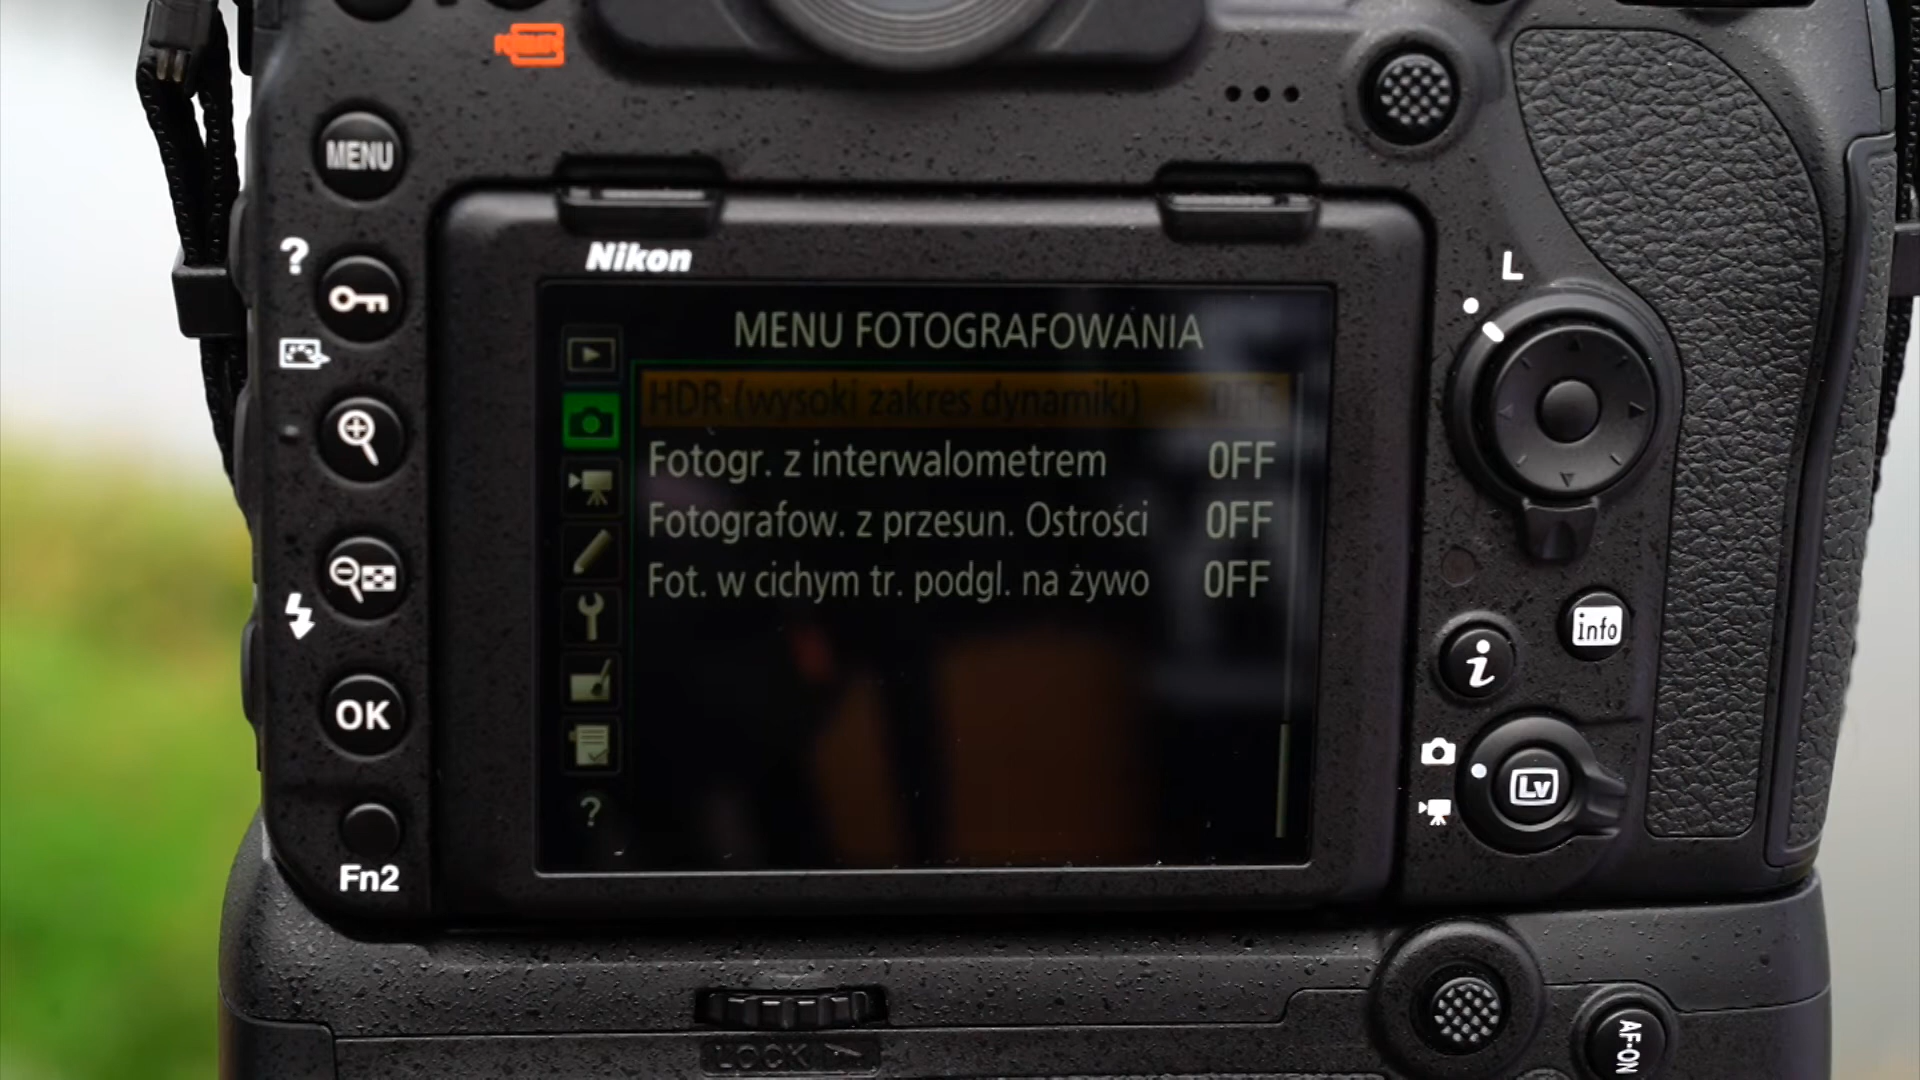 MENU
?
Nikon
L
MENU FOTOGRAFOWANIA
HDR (wysoki zakres dynamiki) OFF
Fotogr. z interwalometrem OFF
Fotografow. z przesun. Ostrości OFF
Fot. w cichym tr. podgl. na żywo OFF
?
OK
Fn2
info
i
Lv
LOCK
AF-ON